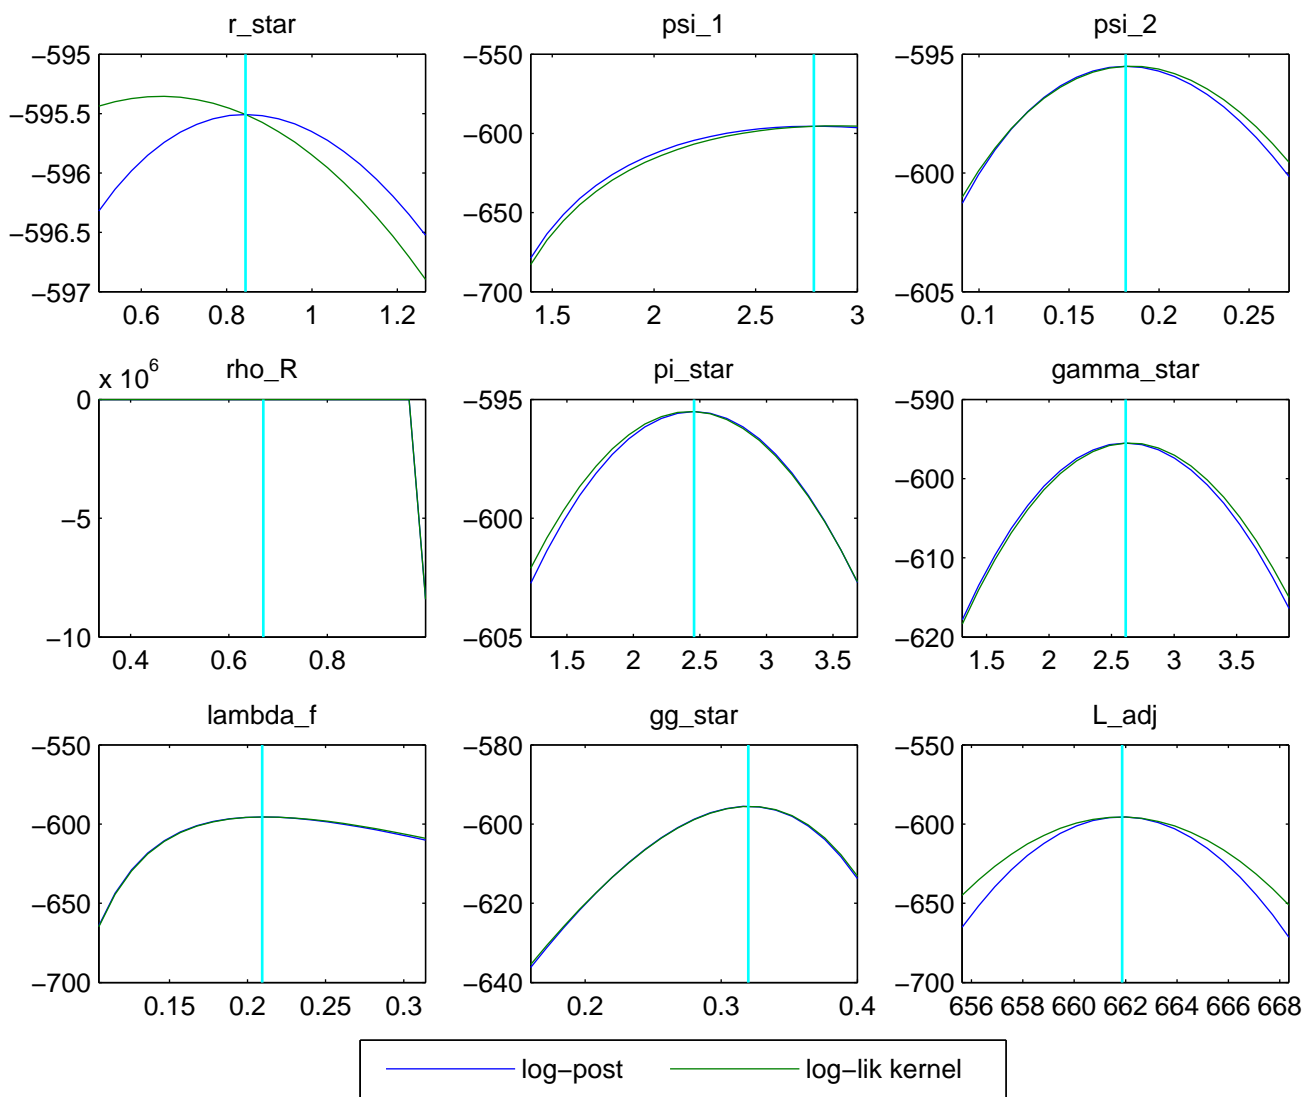 r_star
psi_1
psi_2
−595
−595.5
−596
−596.5
−597
0.6 0.8 1 1.2
−550
−600
−650
−700
1.5 2 2.5 3
−595
−600
−605
0.1 0.15 0.2 0.25
rho_R
pi_star
gamma_star
x 10^6
0
−5
−10
0.4 0.6 0.8
−595
−600
−605
1.5 2 2.5 3 3.5
−590
−600
−610
−620
1.5 2 2.5 3 3.5
lambda_f
gg_star
L_adj
−550
−600
−650
−700
0.15 0.2 0.25 0.3
−580
−600
−620
−640
0.2 0.3 0.4
−550
−600
−650
−700
656 658 660 662 664 666 668
log−post log−lik kernel